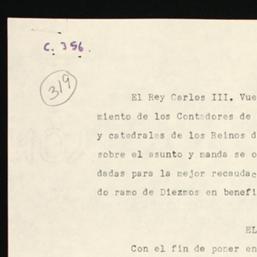 C. 356.
319
El Rey Carlos III. Vue
miento de los Contadores de
y catedrales de los Reinos d
sobre el asunto y manda se o
dadas para la mejor recaudac
do ramo de Diezmos en benefi
EL
Con el fin de poner en